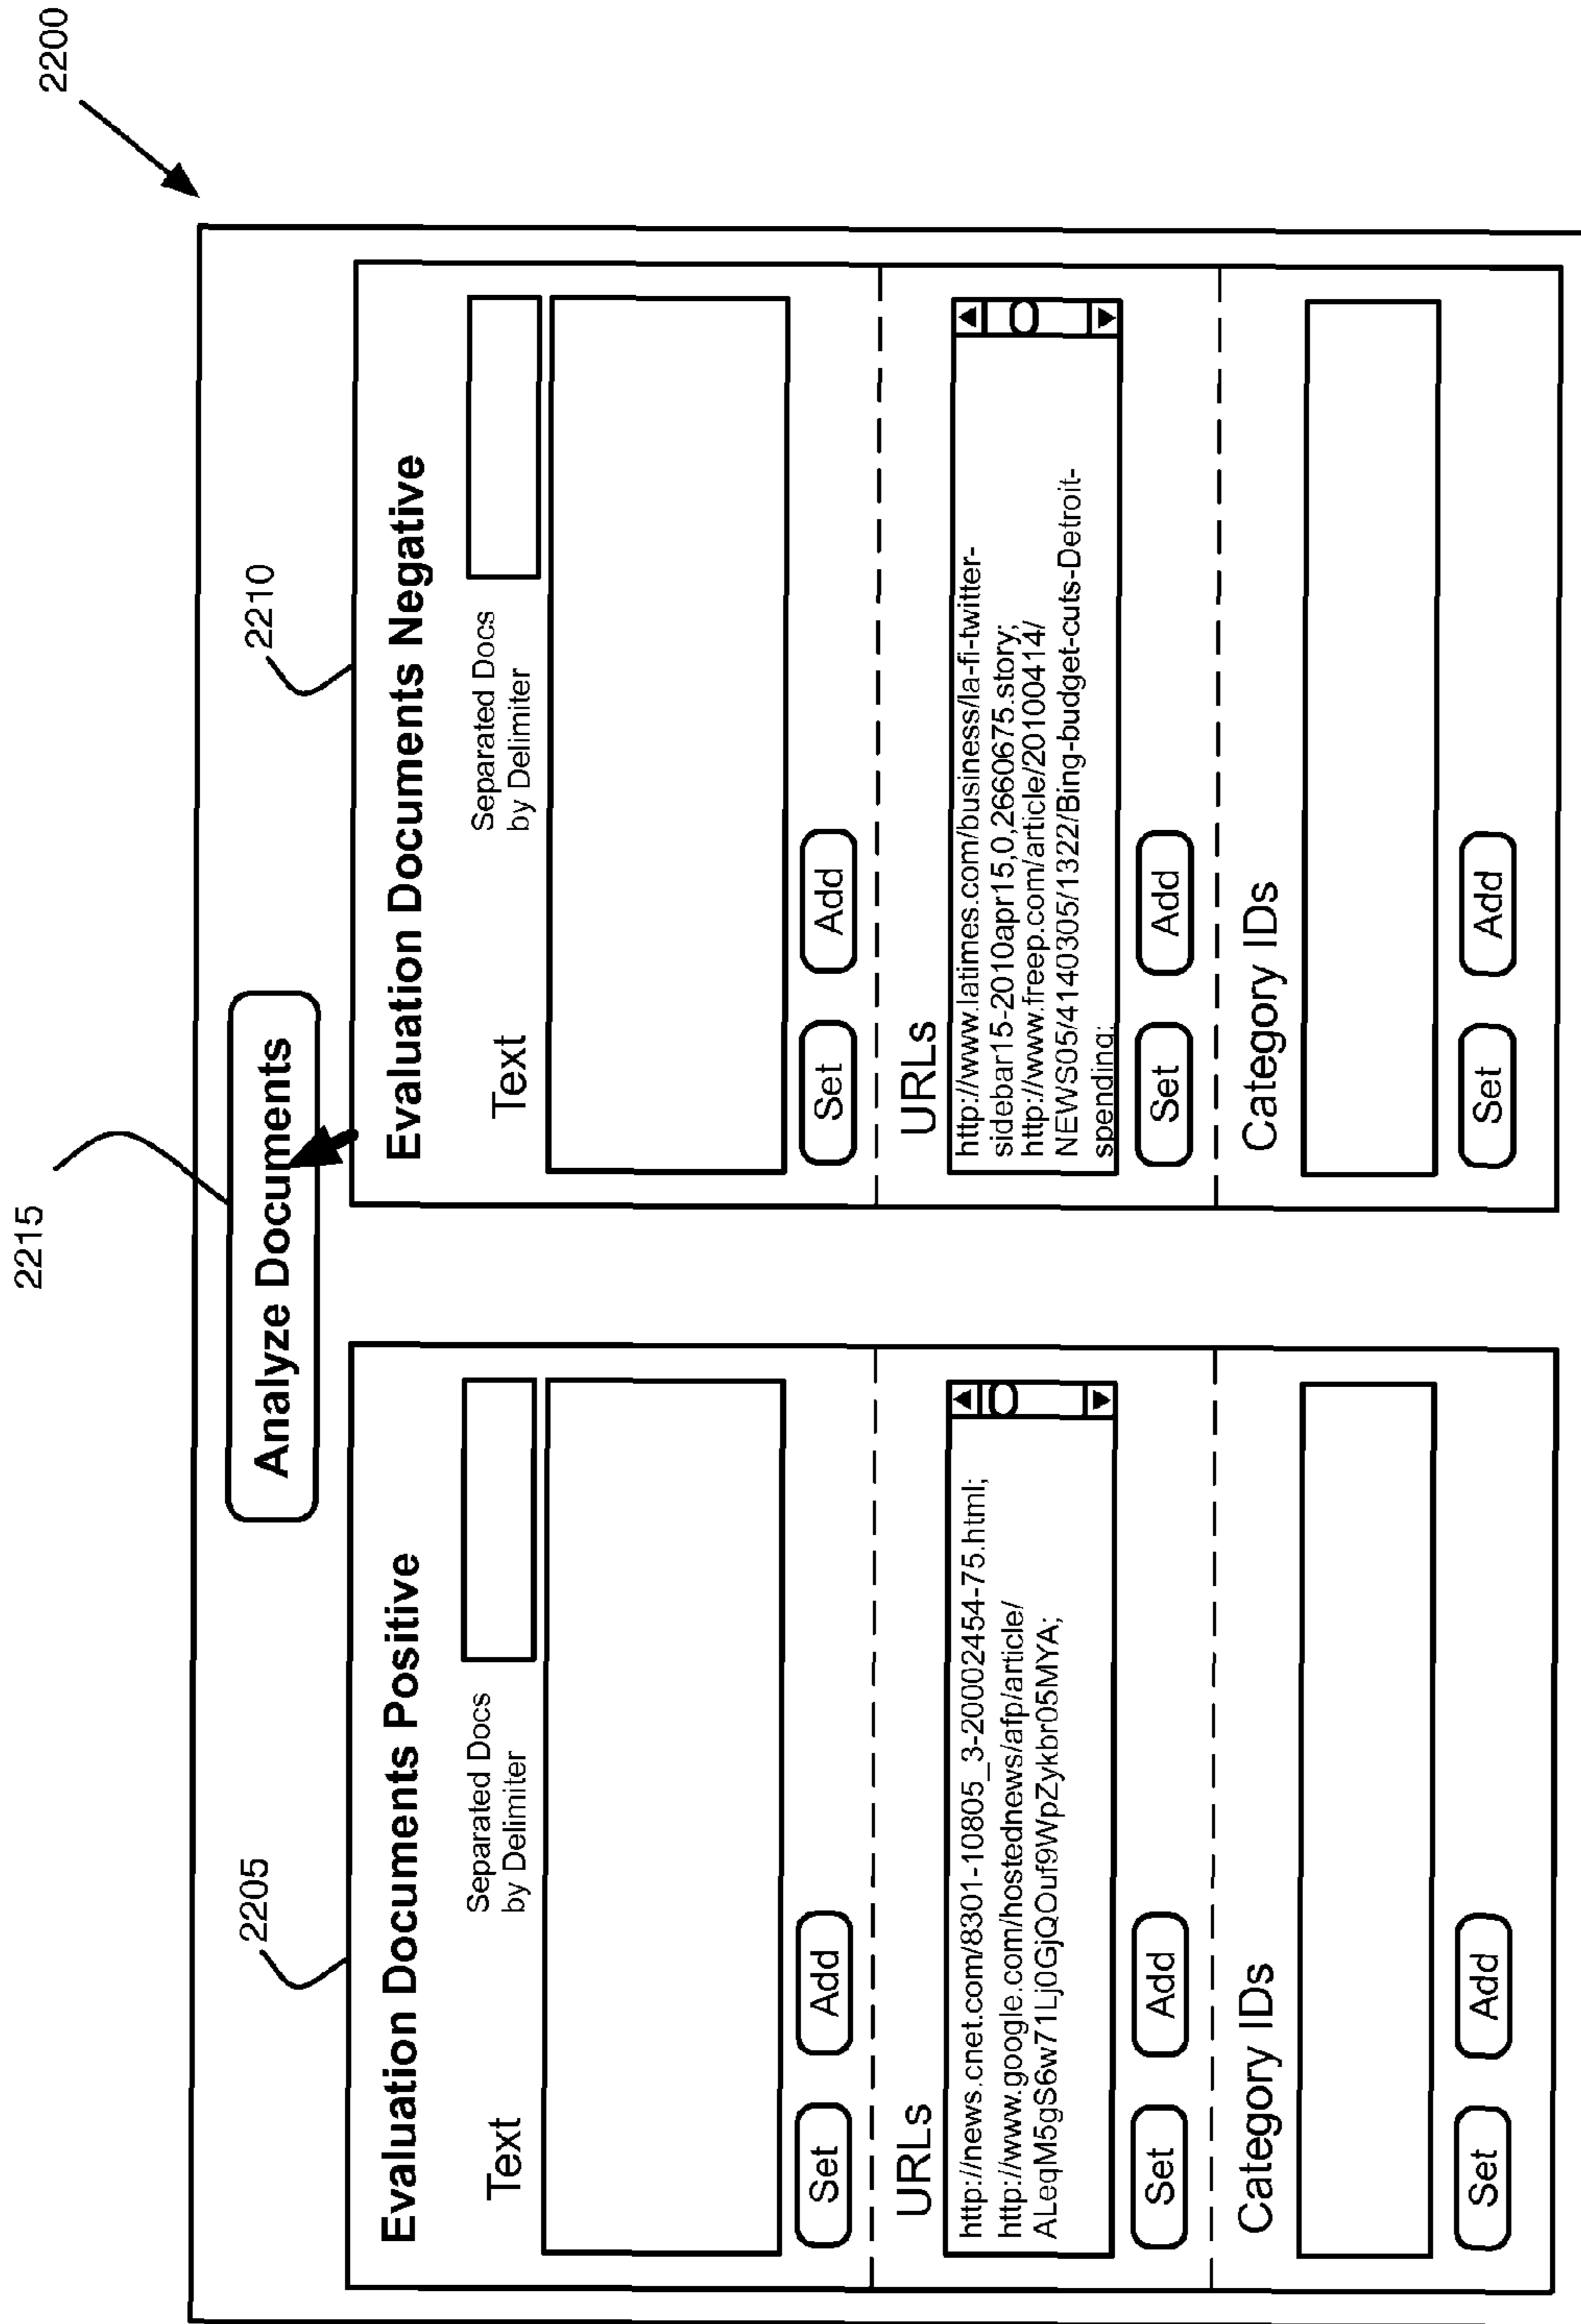 2200
2215
Analyze Documents
2205
Evaluation Documents Positive
Text
Separated Docs
by Delimiter
Set
Add
URLs
http://news.cnet.com/8301-10805_3-20002454-75.html;
http://www.google.com/hostednews/afp/article/
ALeqM5gS6w71Lj0GjQOuf9WpZykbr05MYA;
Set
Add
Category IDs
Set
Add
2210
Evaluation Documents Negative
Text
Separated Docs
by Delimiter
Set
Add
URLs
http://www.latimes.com/business/la-fi-twitter-
sidebar15-2010apr15,0,2660675.story;
http://www.freep.com/article/20100414/
NEWS05/4140305/1322/Bing-budget-cuts-Detroit-
spending;
Set
Add
Category IDs
Set
Add